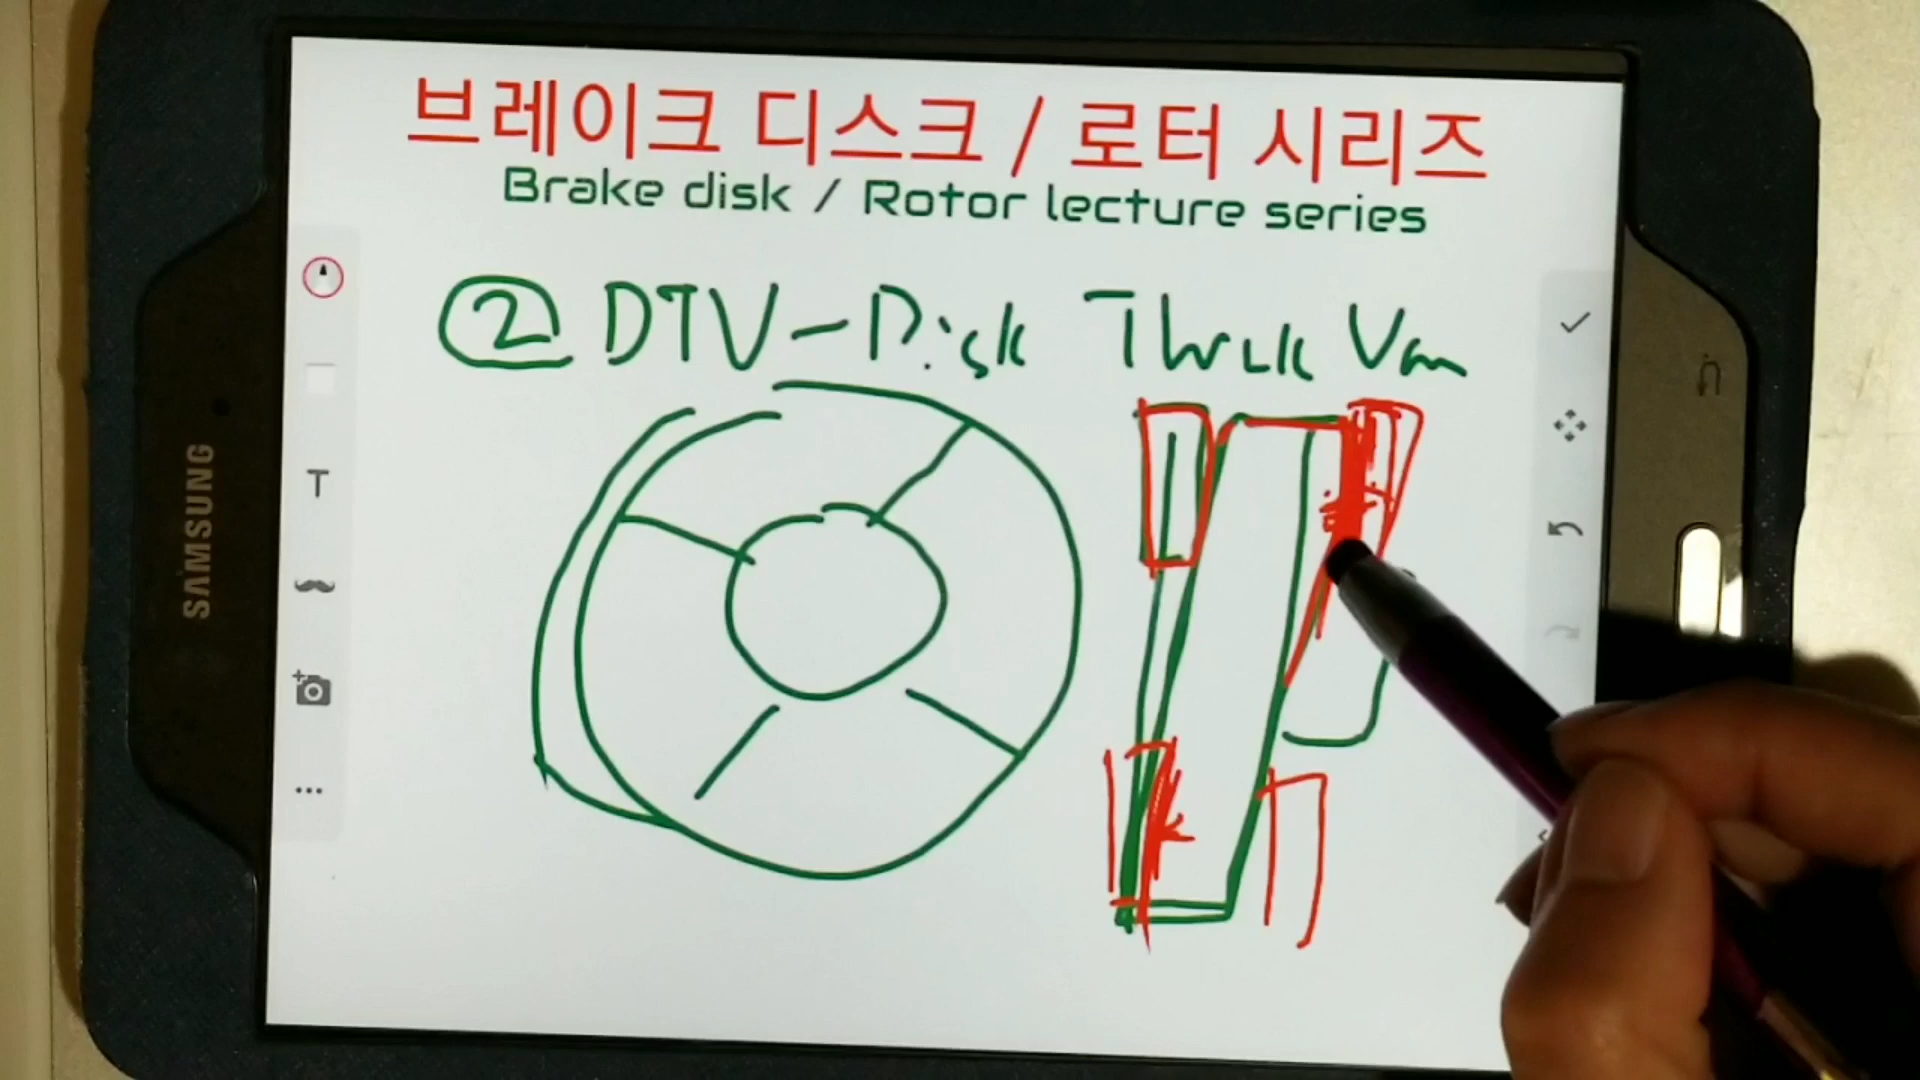 브레이크 디스크 / 로터 시리즈
Brake disk / Rotor lecture series
② DTV - Disk Thick Var
T
SAMSUNG